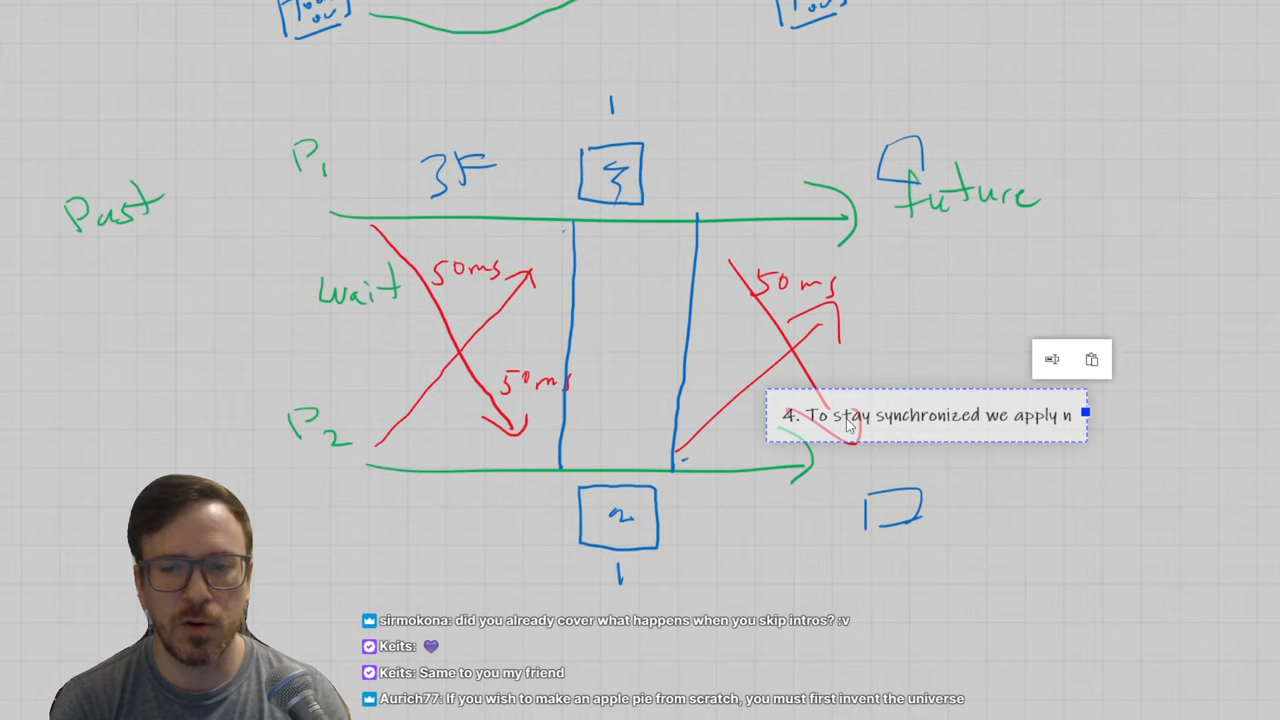 1
P1
3F
Past
future
wait
50ms
50 ms
50ms
4. To stay synchronized we apply n
P2
2
1
sirmokona: did you already cover what happens when you skip intros? :v
Keits: 💜
Keits: Same to you my friend
Aurich77: If you wish to make an apple pie from scratch, you must first invent the universe